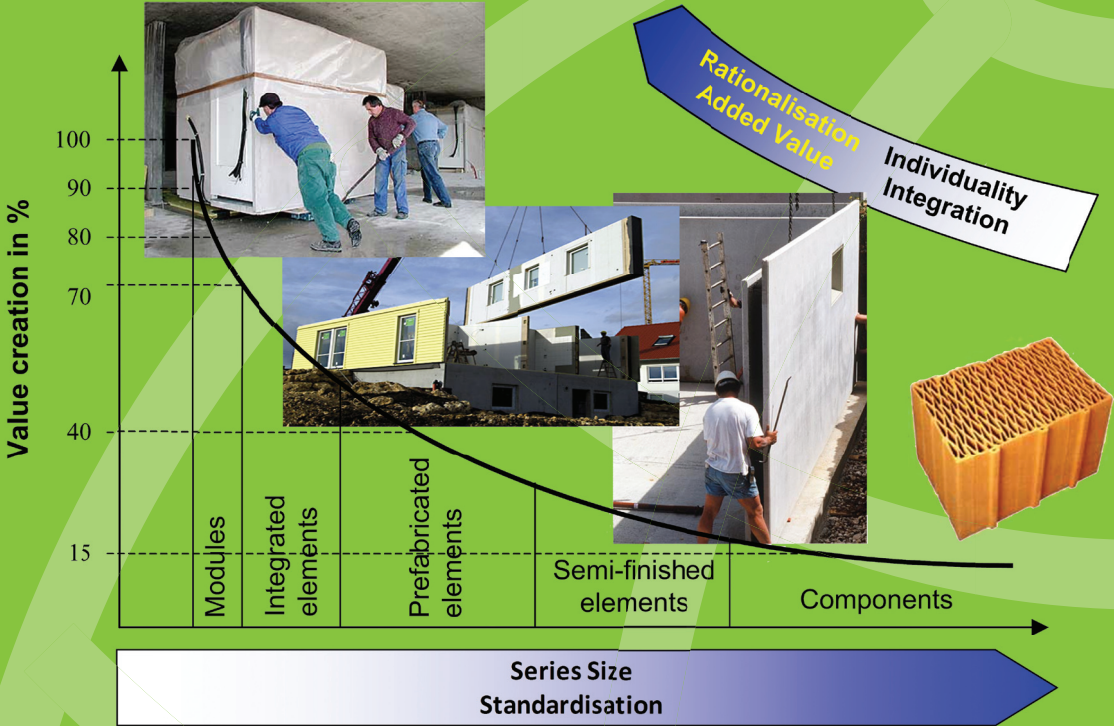 Rationalisation
Added Value
Individuality
Integration
Value creation in %
100
90
80
70
40
15
Modules
Integrated
elements
Prefabricated
elements
Semi-finished
elements
Components
Series Size
Standardisation